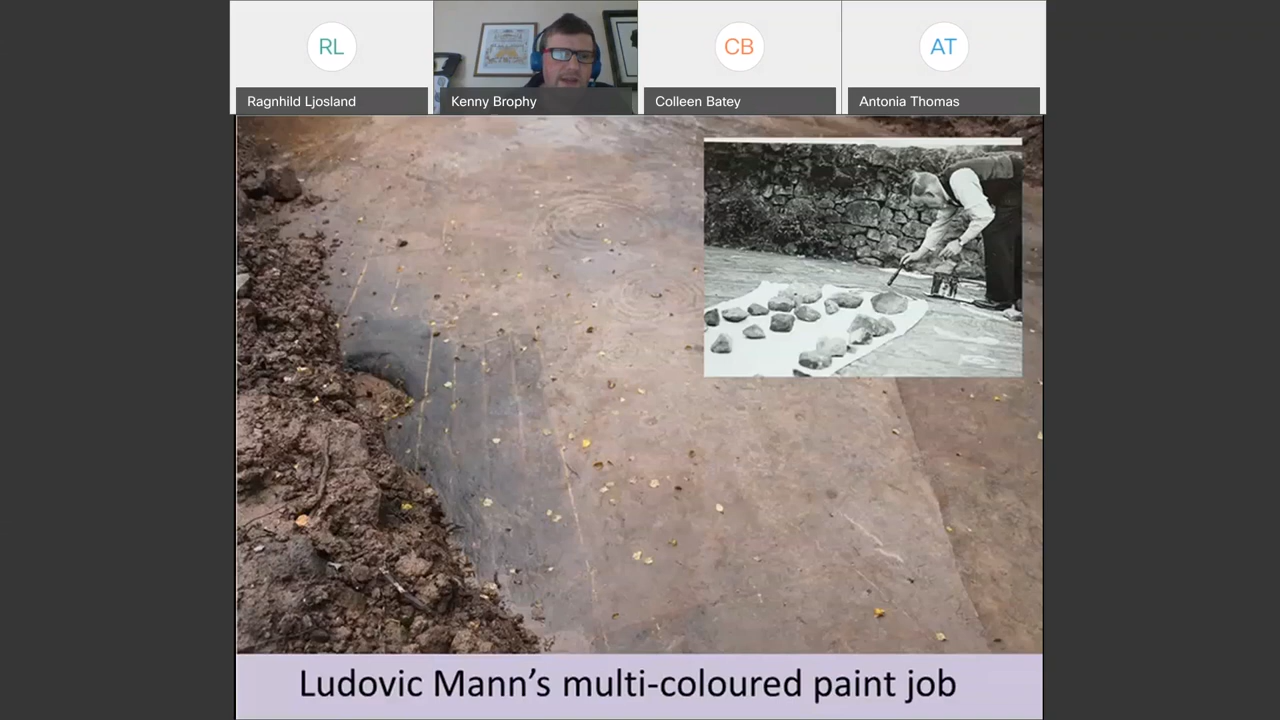 RL
CB
AT
Ragnhild Ljosland
Kenny Brophy
Colleen Batey
Antonia Thomas
Ludovic Mann's multi-coloured paint job